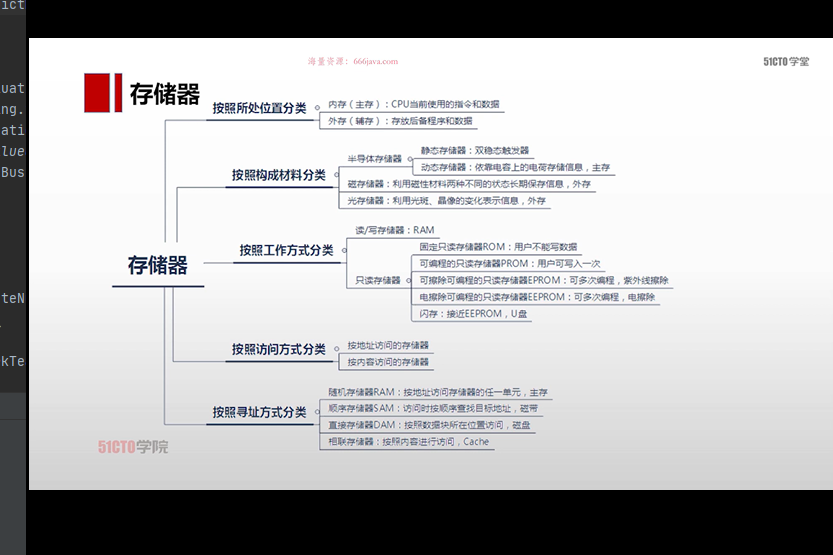 ict
uat
ng.
ati
lue
Bus
teN
kTe
海量资源：666java.com
51CTO学堂
存储器
存储器
按照所处位置分类
内存（主存）：CPU当前使用的指令和数据
外存（辅存）：存放后备程序和数据
按照构成材料分类
半导体存储器
静态存储器：双稳态触发器
动态存储器：依靠电容上的电荷存储信息，主存
磁存储器：利用磁性材料两种不同的状态长期保存信息，外存
光存储器：利用光斑、晶像的变化表示信息，外存
按照工作方式分类
读/写存储器：RAM
只读存储器
固定只读存储器ROM：用户不能写数据
可编程的只读存储器PROM：用户可写入一次
可擦除可编程的只读存储器EPROM：可多次编程，紫外线擦除
电擦除可编程的只读存储器EEPROM：可多次编程，电擦除
闪存：接近EEPROM，U盘
按照访问方式分类
按地址访问的存储器
按内容访问的存储器
按照寻址方式分类
随机存储器RAM：按地址访问存储器的任一单元，主存
顺序存储器SAM：访问时按顺序查找目标地址，磁带
直接存储器DAM：按照数据块所在位置访问，磁盘
相联存储器：按照内容进行访问，Cache
51CTO学院